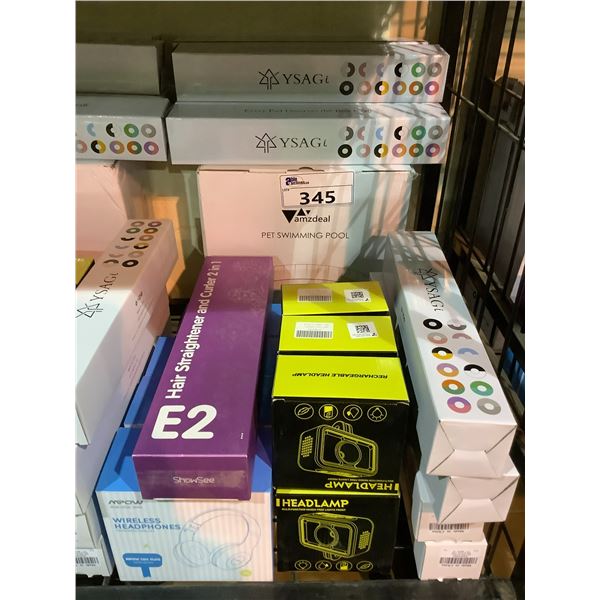 YSAGi
YSAGi
345
amzdeal
PET SWIMMING POOL
YSAGi
YSAGi
Hair Straightener and Curler 2 in 1
E2
ShowSee
RECHARGEABLE HEADLAMP
HEADLAMP
HEADLAMP
MPOW
WIRELESS
HEADPHONES